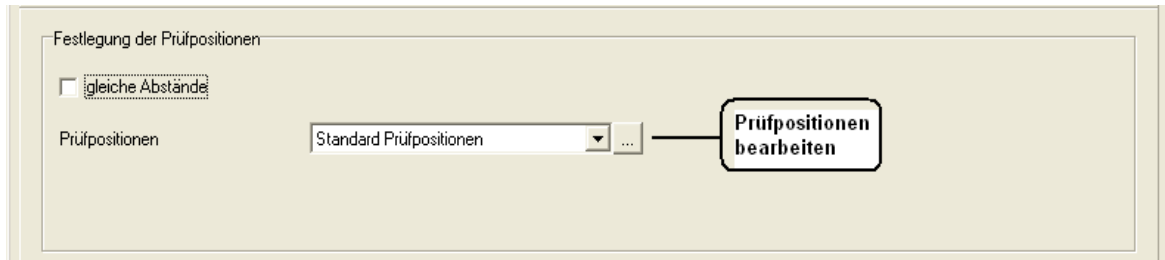 Festlegung der Prüfpositionen
gleiche Abstände
Prüfpositionen
Standard Prüfpositionen
...
Prüfpositionen
bearbeiten